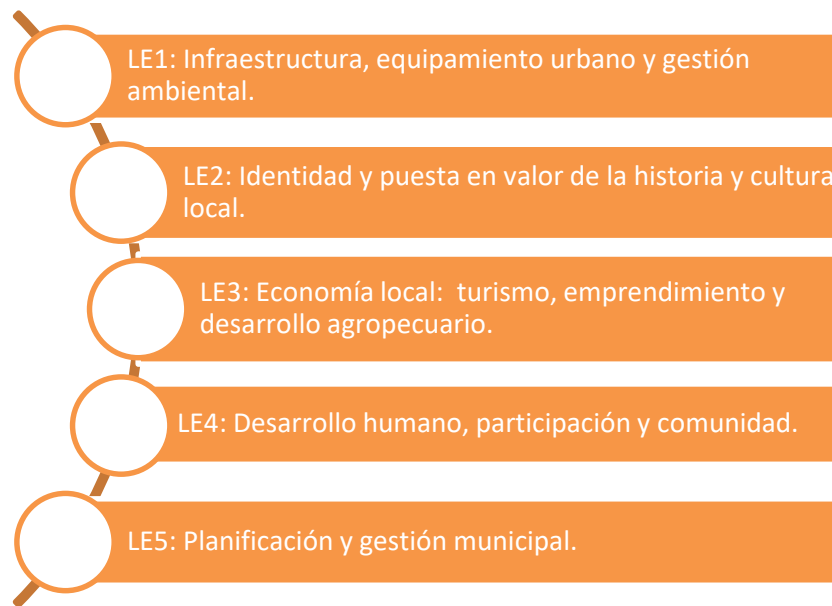 LE1: Infraestructura, equipamiento urbano y gestión
ambiental.
LE2: Identidad y puesta en valor de la historia y cultura
local.
LE3: Economía local:  turismo, emprendimiento y
desarrollo agropecuario.
LE4: Desarrollo humano, participación y comunidad.
LE5: Planificación y gestión municipal.